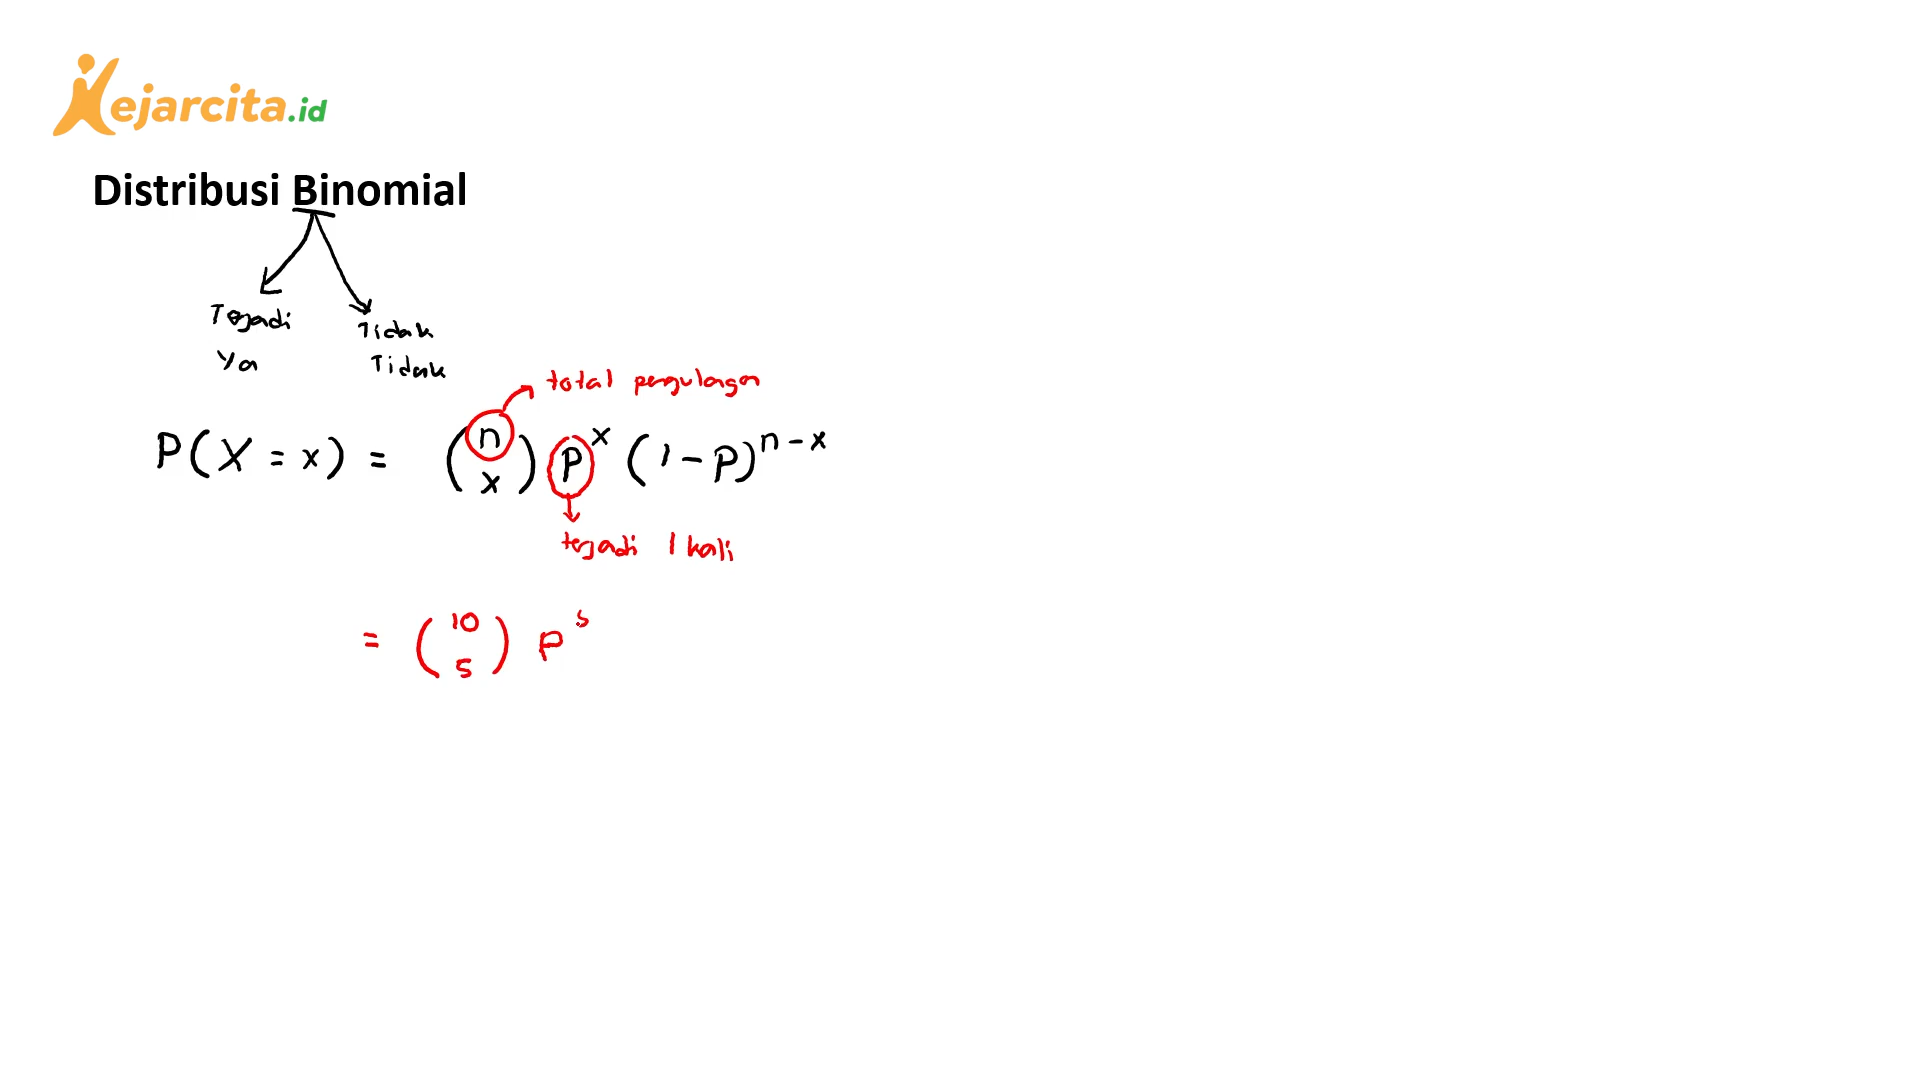 Kejarcita.id
Distribusi Binomial
Terjadi Tidak
Ya Tidak
total pengulangan
P(X = x) = (n x) p^x (1 - p)^n-x
terjadi 1 kali
= (10 5) p^5